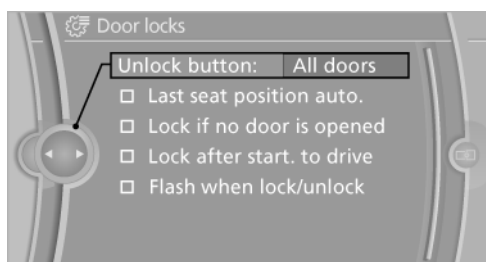 Door locks
Unlock button: All doors
Last seat position auto.
Lock if no door is opened
Lock after start. to drive
Flash when lock/unlock